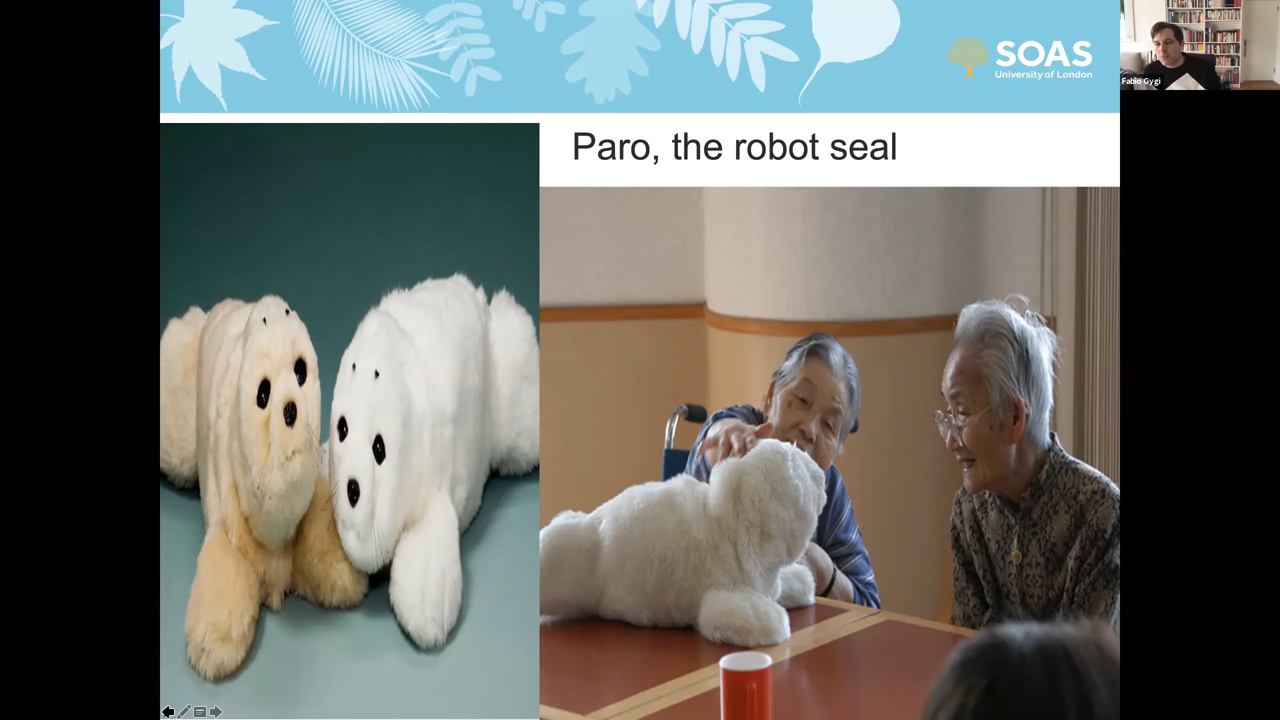 SOAS
University of London
Fabio Gygi
Paro, the robot seal